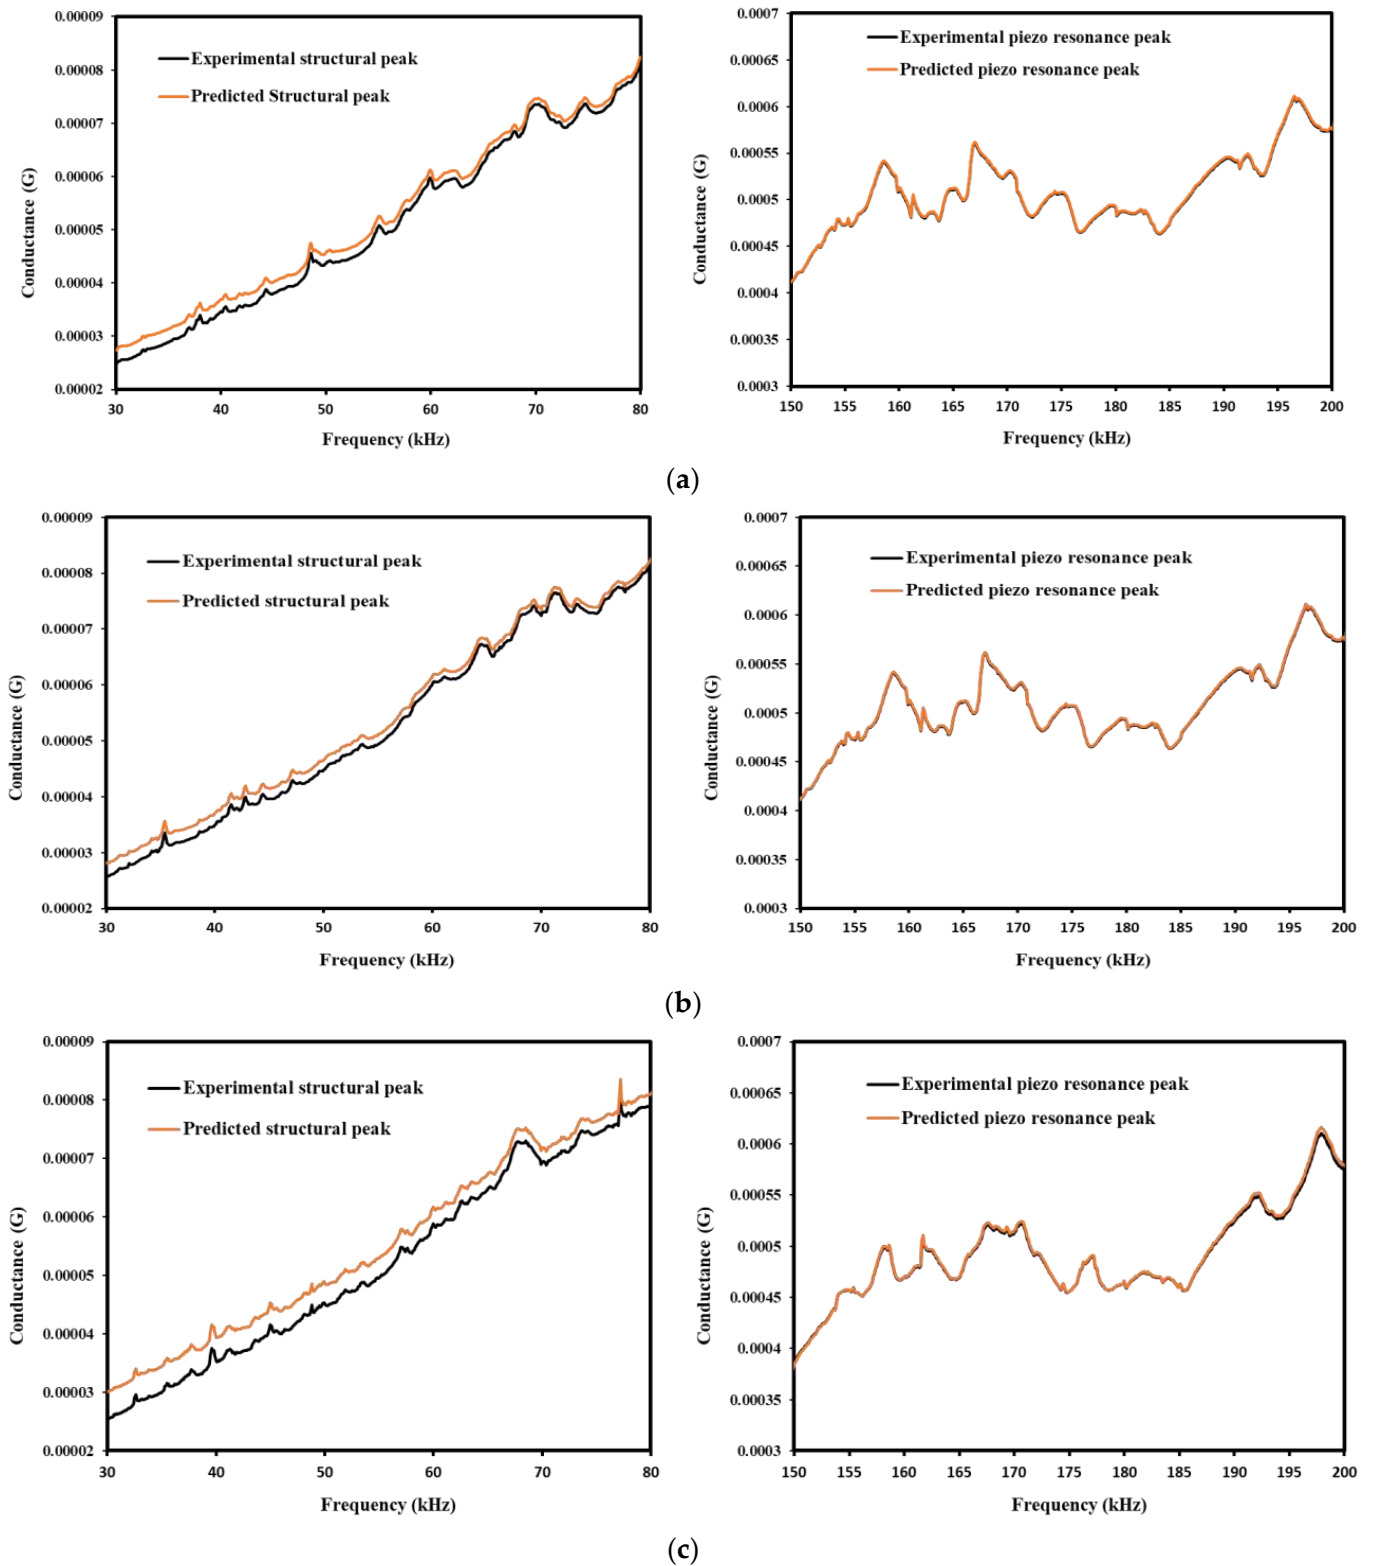 0.00009
0.00008
0.00007
0.00006
0.00005
0.00004
0.00003
0.00002
Conductance (G)
Experimental structural peak
Predicted Structural peak
30 40 50 60 70 80
Frequency (kHz)
0.0007
0.00065
0.0006
0.00055
0.0005
0.00045
0.0004
0.00035
0.0003
Conductance (G)
Experimental piezo resonance peak
Predicted piezo resonance peak
150 155 160 165 170 175 180 185 190 195 200
Frequency (kHz)
(a)
0.00009
0.00008
0.00007
0.00006
0.00005
0.00004
0.00003
0.00002
Conductance (G)
Experimental structural peak
Predicted structural peak
30 40 50 60 70 80
Frequency (kHz)
0.0007
0.00065
0.0006
0.00055
0.0005
0.00045
0.0004
0.00035
0.0003
Conductance (G)
Experimental piezo resonance peak
Predicted piezo resonance peak
150 155 160 165 170 175 180 185 190 195 200
Frequency (kHz)
(b)
0.00009
0.00008
0.00007
0.00006
0.00005
0.00004
0.00003
0.00002
Conductance (G)
Experimental structural peak
Predicted structural peak
30 40 50 60 70 80
Frequency (kHz)
0.0007
0.00065
0.0006
0.00055
0.0005
0.00045
0.0004
0.00035
0.0003
Conductance (G)
Experimental piezo resonance peak
Predicted piezo resonance peak
150 155 160 165 170 175 180 185 190 195 200
Frequency (kHz)
(c)